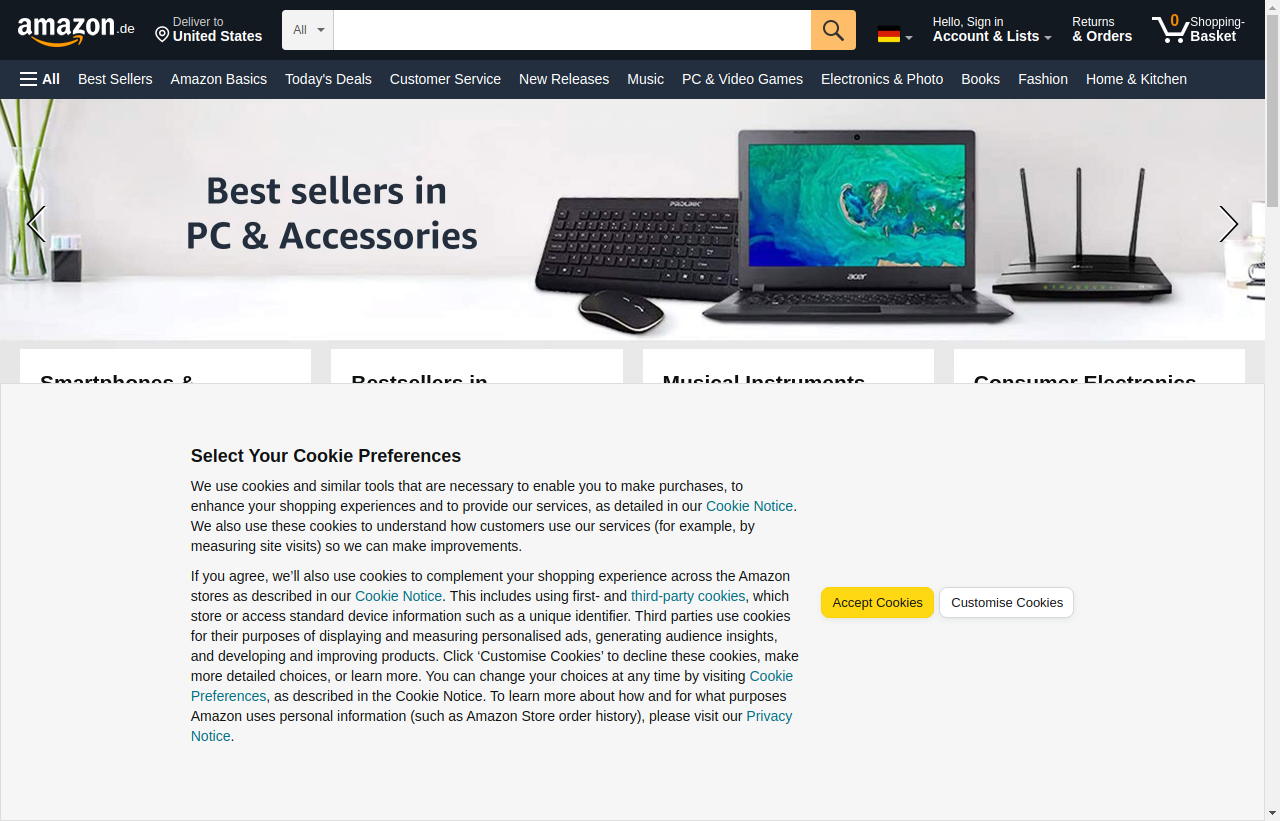 amazon.de
Deliver to
United States
All
Hello, Sign in
Account & Lists
Returns
& Orders
0
Shopping-
Basket
All
Best Sellers
Amazon Basics
Today's Deals
Customer Service
New Releases
Music
PC & Video Games
Electronics & Photo
Books
Fashion
Home & Kitchen
Best sellers in
PC & Accessories
PROLINK
acer
Smartphones &
Bestsellers in
Musical Instruments
Consumer Electronics
Select Your Cookie Preferences
We use cookies and similar tools that are necessary to enable you to make purchases, to
enhance your shopping experiences and to provide our services, as detailed in our Cookie Notice.
We also use these cookies to understand how customers use our services (for example, by
measuring site visits) so we can make improvements.
If you agree, we’ll also use cookies to complement your shopping experience across the Amazon
stores as described in our Cookie Notice. This includes using first- and third-party cookies, which
store or access standard device information such as a unique identifier. Third parties use cookies
for their purposes of displaying and measuring personalised ads, generating audience insights,
and developing and improving products. Click ‘Customise Cookies’ to decline these cookies, make
more detailed choices, or learn more. You can change your choices at any time by visiting Cookie
Preferences, as described in the Cookie Notice. To learn more about how and for what purposes
Amazon uses personal information (such as Amazon Store order history), please visit our Privacy
Notice.
Accept Cookies
Customise Cookies